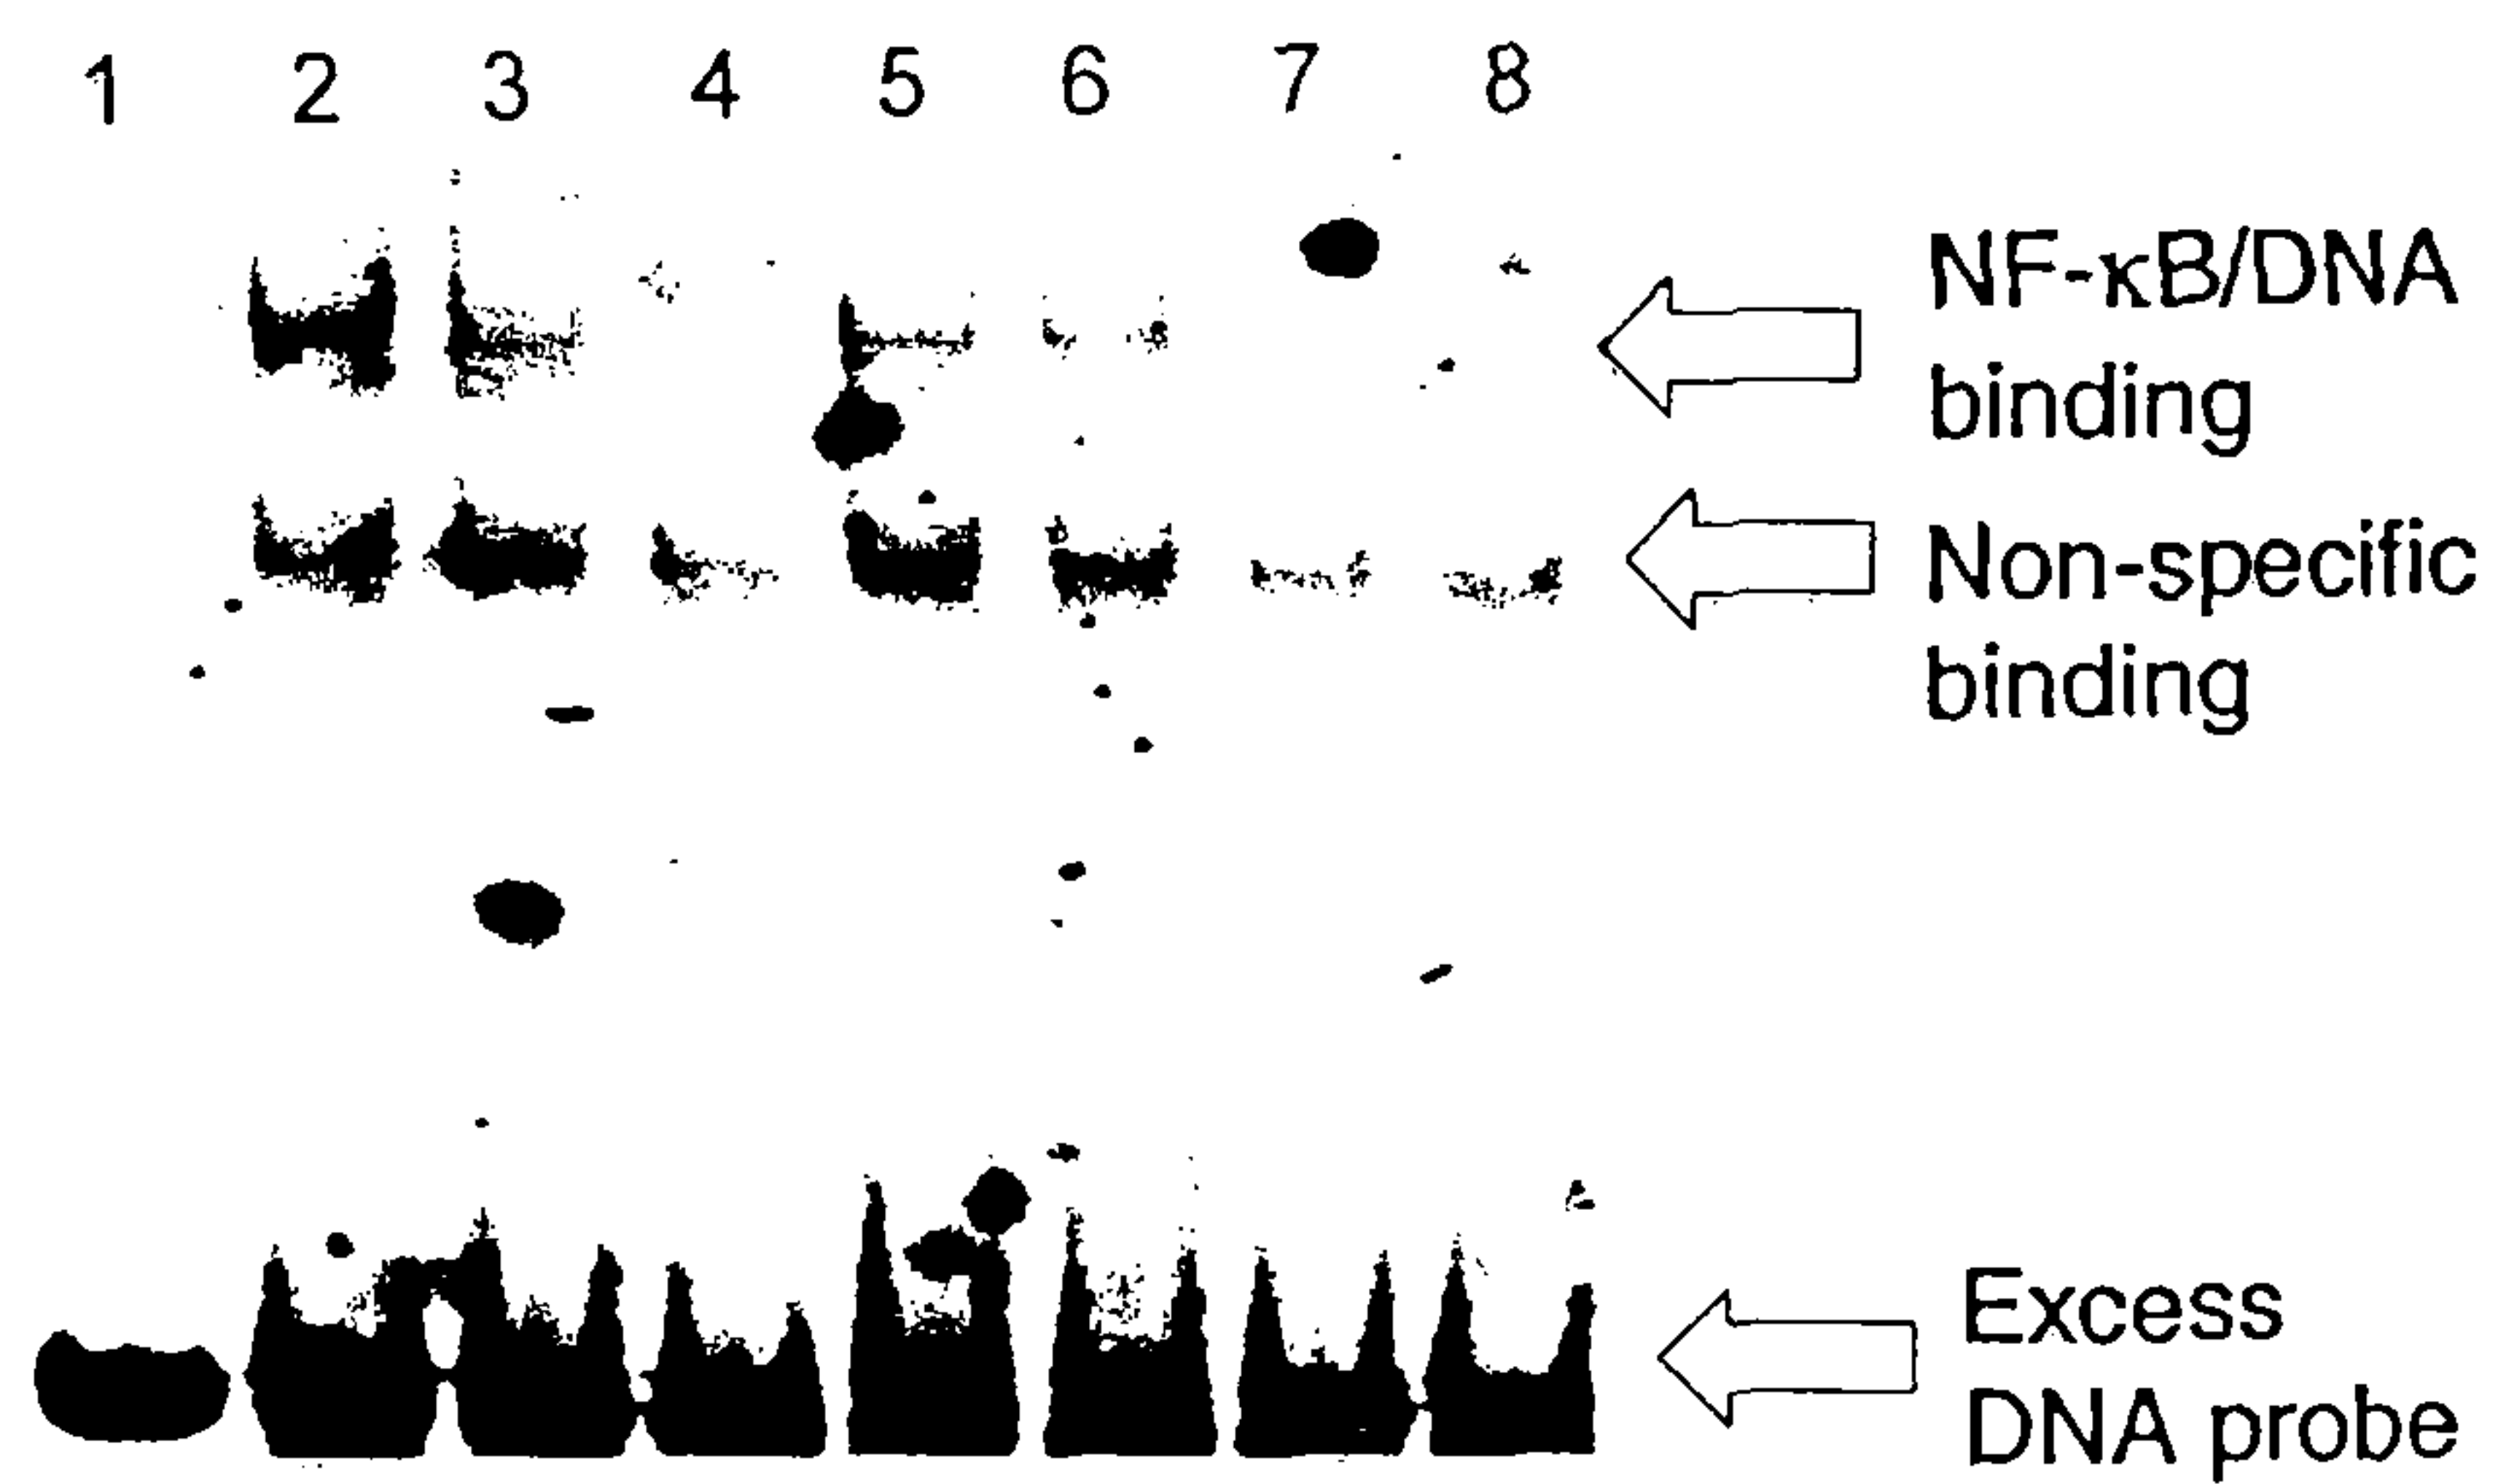 1 2 3 4 5 6 7 8
NF-κB/DNA
binding
Non-specific
binding
Excess
DNA probe